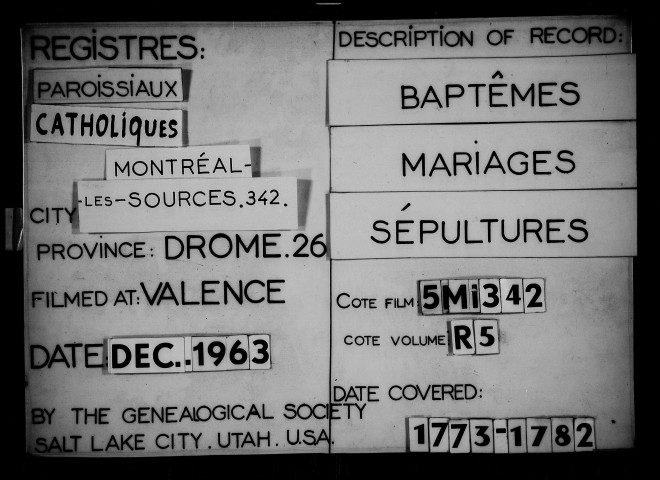 REGISTRES:
PAROISSIAUX
CATHOLIQUES
MONTRÉAL-
CITY -LES-SOURCES.342.
PROVINCE: DROME.26
FILMED AT: VALENCE
DATE DEC..1963
BY THE GENEALOGICAL SOCIETY
SALT LAKE CITY. UTAH. U.S.A.
DESCRIPTION OF RECORD:
BAPTÊMES
MARIAGES
SÉPULTURES
COTE FILM 5Mi342
COTE VOLUME R5
DATE COVERED:
1773-1782